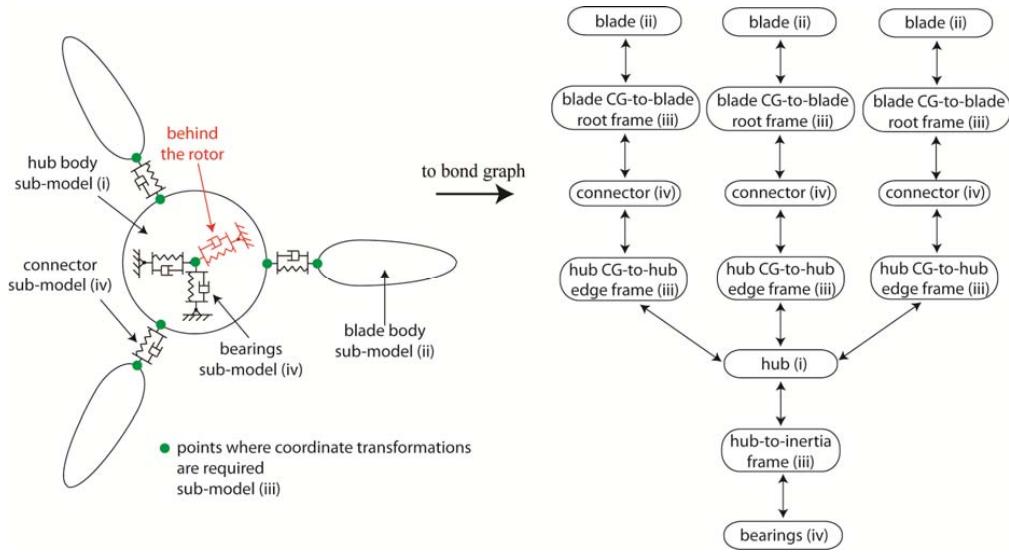 behind
the rotor
hub body
sub-model (i)
connector
sub-model (iv)
bearings
sub-model (iv)
blade body
sub-model (ii)
points where coordinate transformations
are required
sub-model (iii)
to bond graph
blade (ii)
blade (ii)
blade (ii)
blade CG-to-blade
root frame (iii)
blade CG-to-blade
root frame (iii)
blade CG-to-blade
root frame (iii)
connector (iv)
connector (iv)
connector (iv)
hub CG-to-hub
edge frame (iii)
hub CG-to-hub
edge frame (iii)
hub CG-to-hub
edge frame (iii)
hub (i)
hub-to-inertia
frame (iii)
bearings (iv)